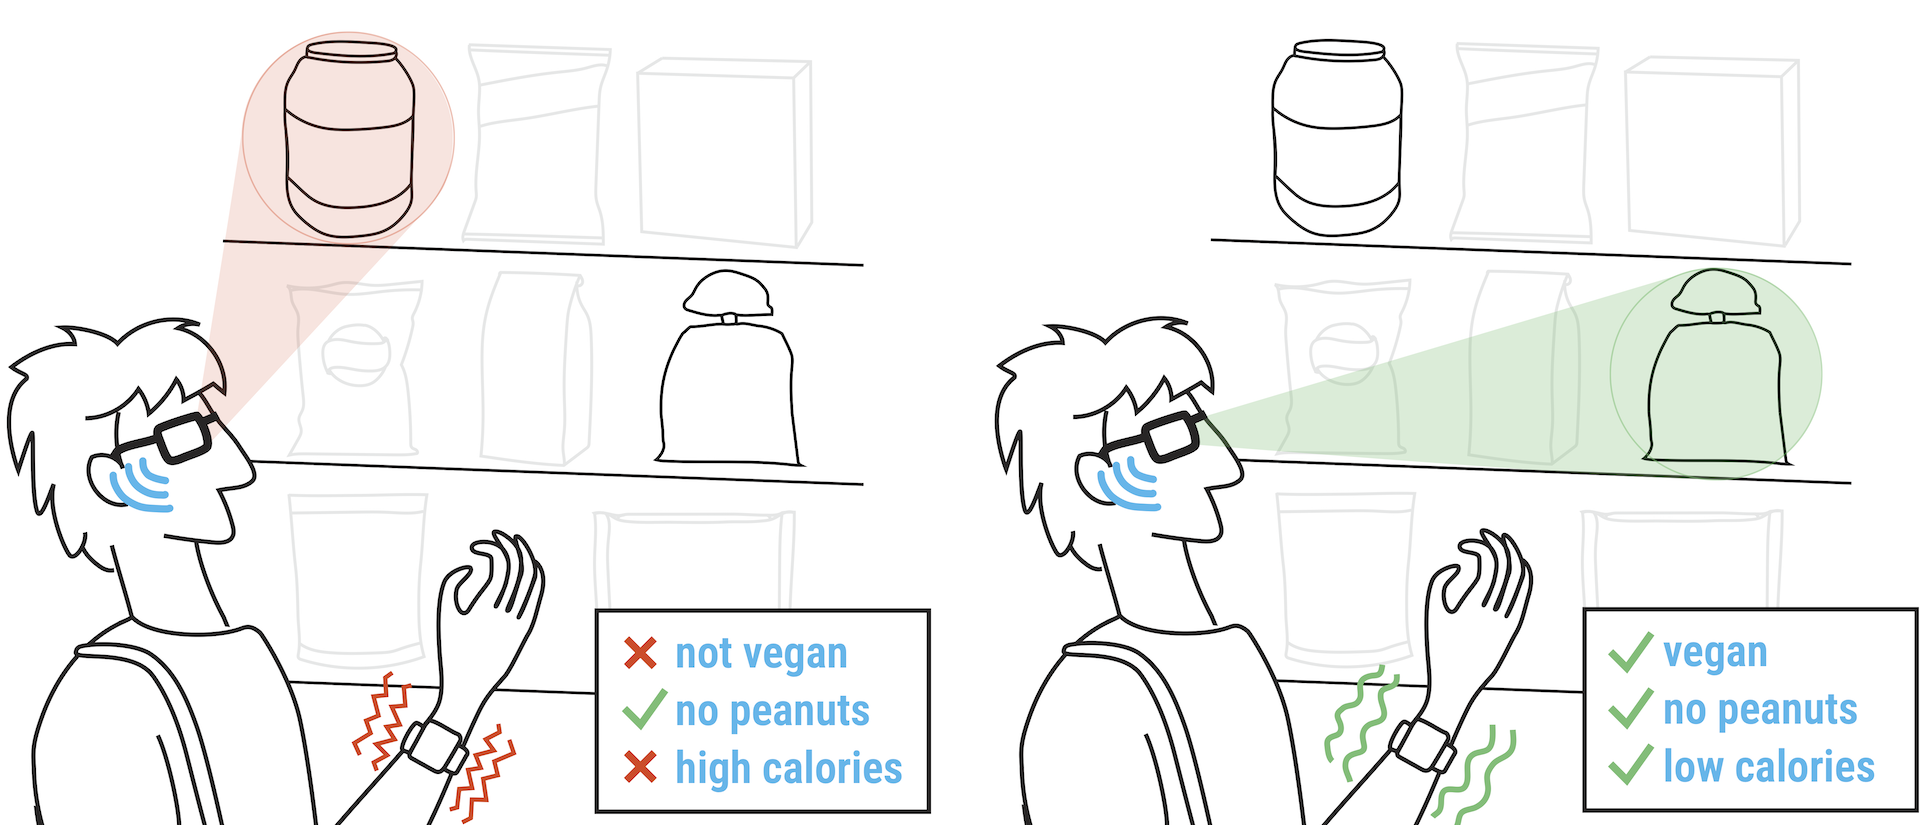 not vegan
no peanuts
high calories
vegan
no peanuts
low calories